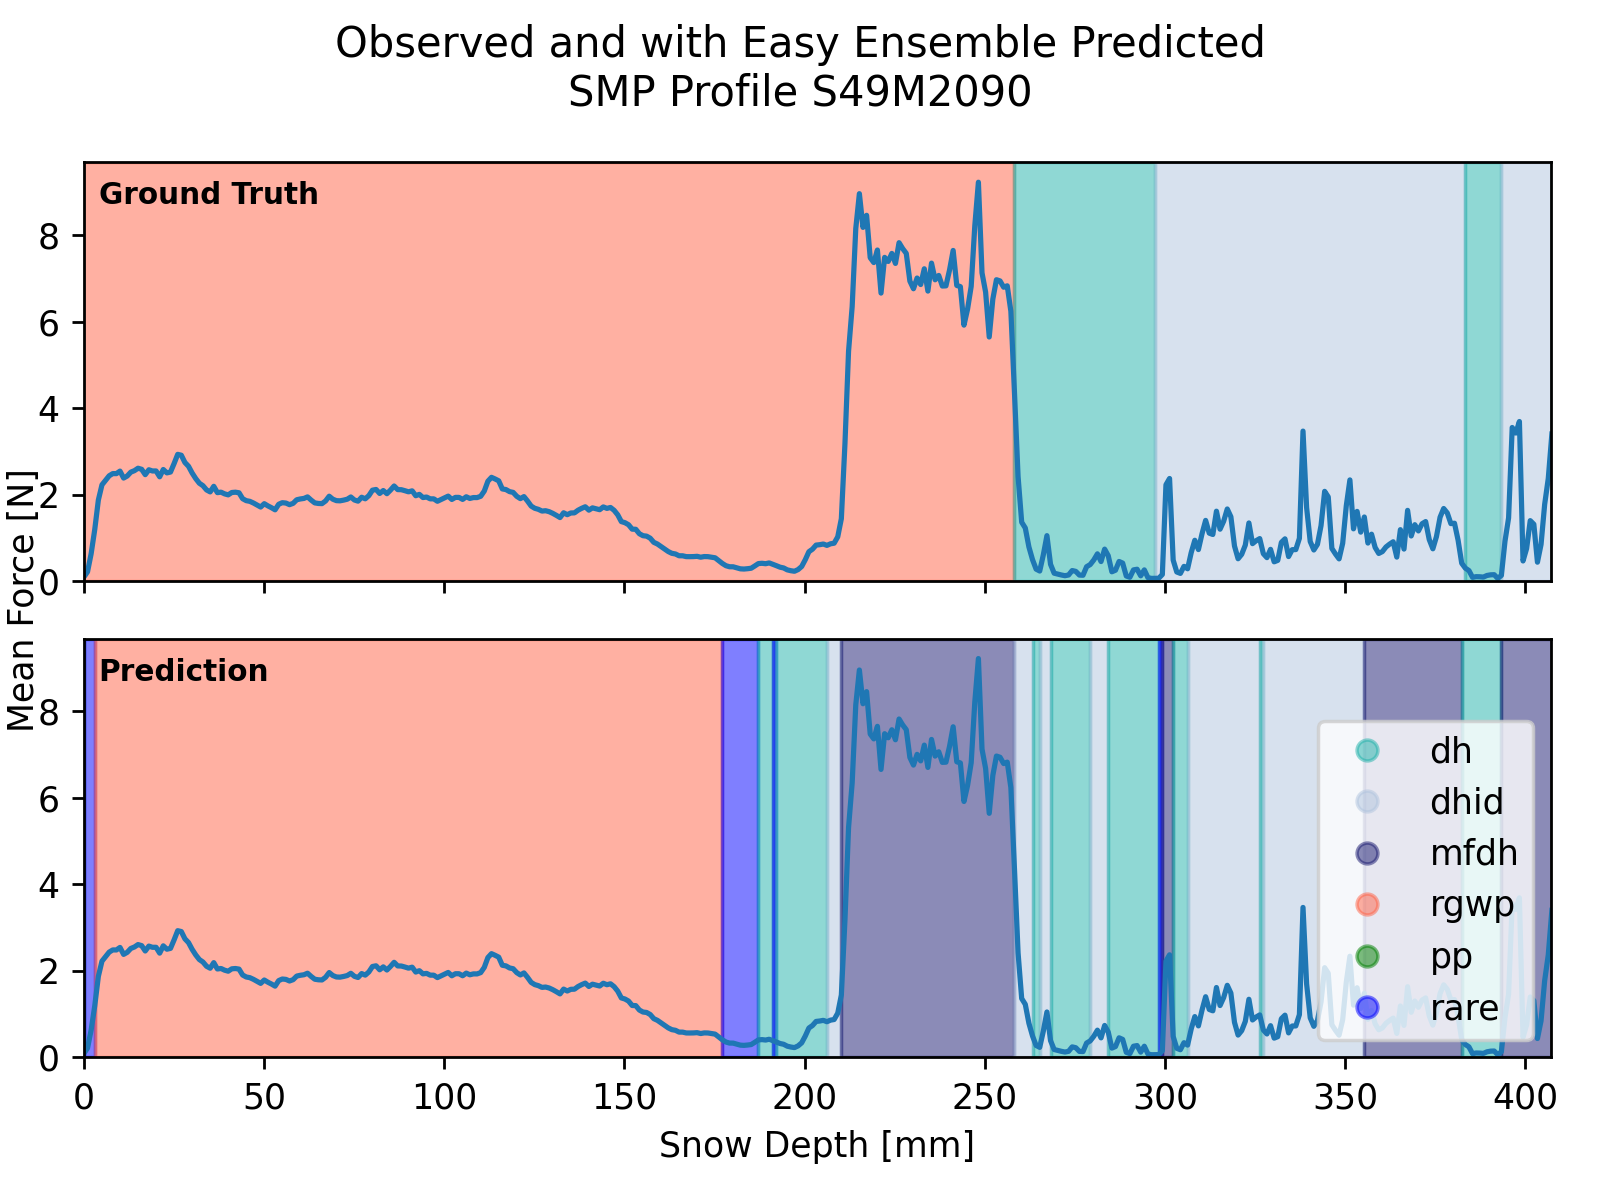 Observed and with Easy Ensemble Predicted
SMP Profile S49M2090
Ground Truth
8
6
4
2
0
Mean Force [N]
Prediction
8
6
4
2
0
dh
dhid
mfdh
rgwp
pp
rare
0 50 100 150 200 250 300 350 400
Snow Depth [mm]